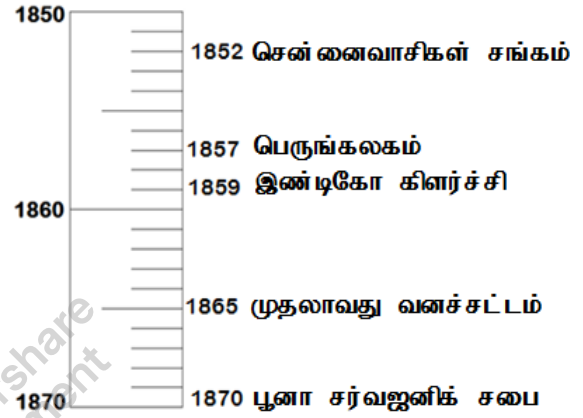 1850
1852 சென்னைவாசிகள் சங்கம்
1857 பெருங்கலகம்
1859 இண்டிகோ கிளர்ச்சி
1860
1865 முதலாவது வனச்சட்டம்
1870
1870 பூனா சர்வஜனிக் சபை